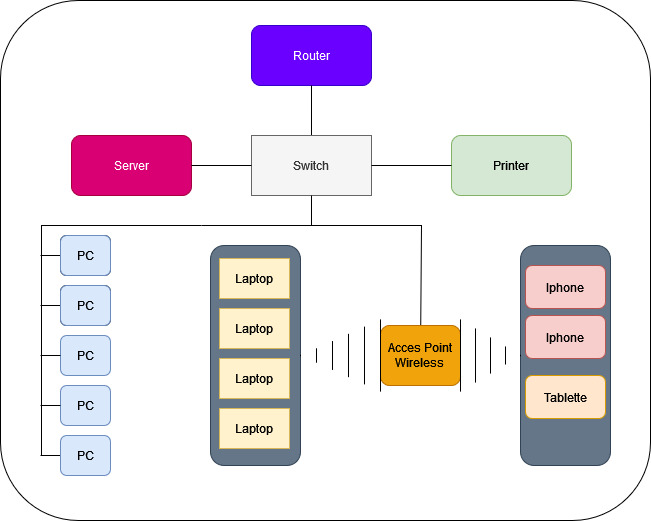 Router
Server
Switch
Printer
PC
PC
PC
PC
PC
Laptop
Laptop
Laptop
Laptop
Acces Point
Wireless
Iphone
Iphone
Tablette